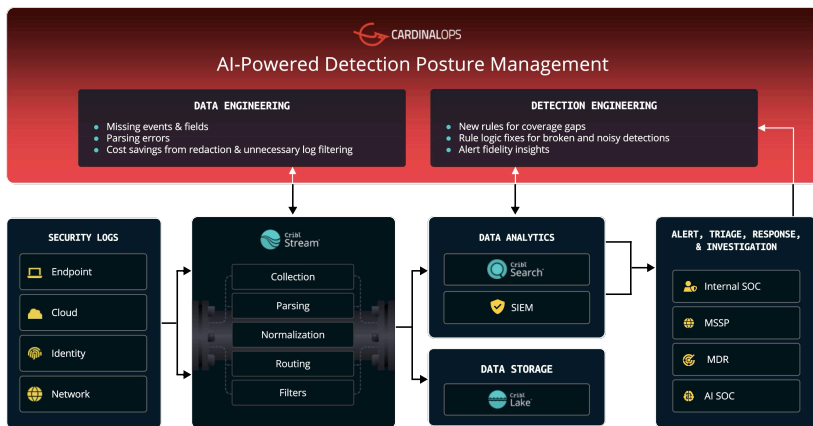 CARDINALOPS
AI-Powered Detection Posture Management
DATA ENGINEERING
Missing events & fields
Parsing errors
Cost savings from redaction & unnecessary log filtering
DETECTION ENGINEERING
New rules for coverage gaps
Rule logic fixes for broken and noisy detections
Alert fidelity insights
SECURITY LOGS
Endpoint
Cloud
Identity
Network
Cribl
Stream
Collection
Parsing
Normalization
Routing
Filters
DATA ANALYTICS
Cribl
Search
SIEM
DATA STORAGE
Cribl
Lake
ALERT, TRIAGE, RESPONSE,
& INVESTIGATION
Internal SOC
MSSP
MDR
AI SOC